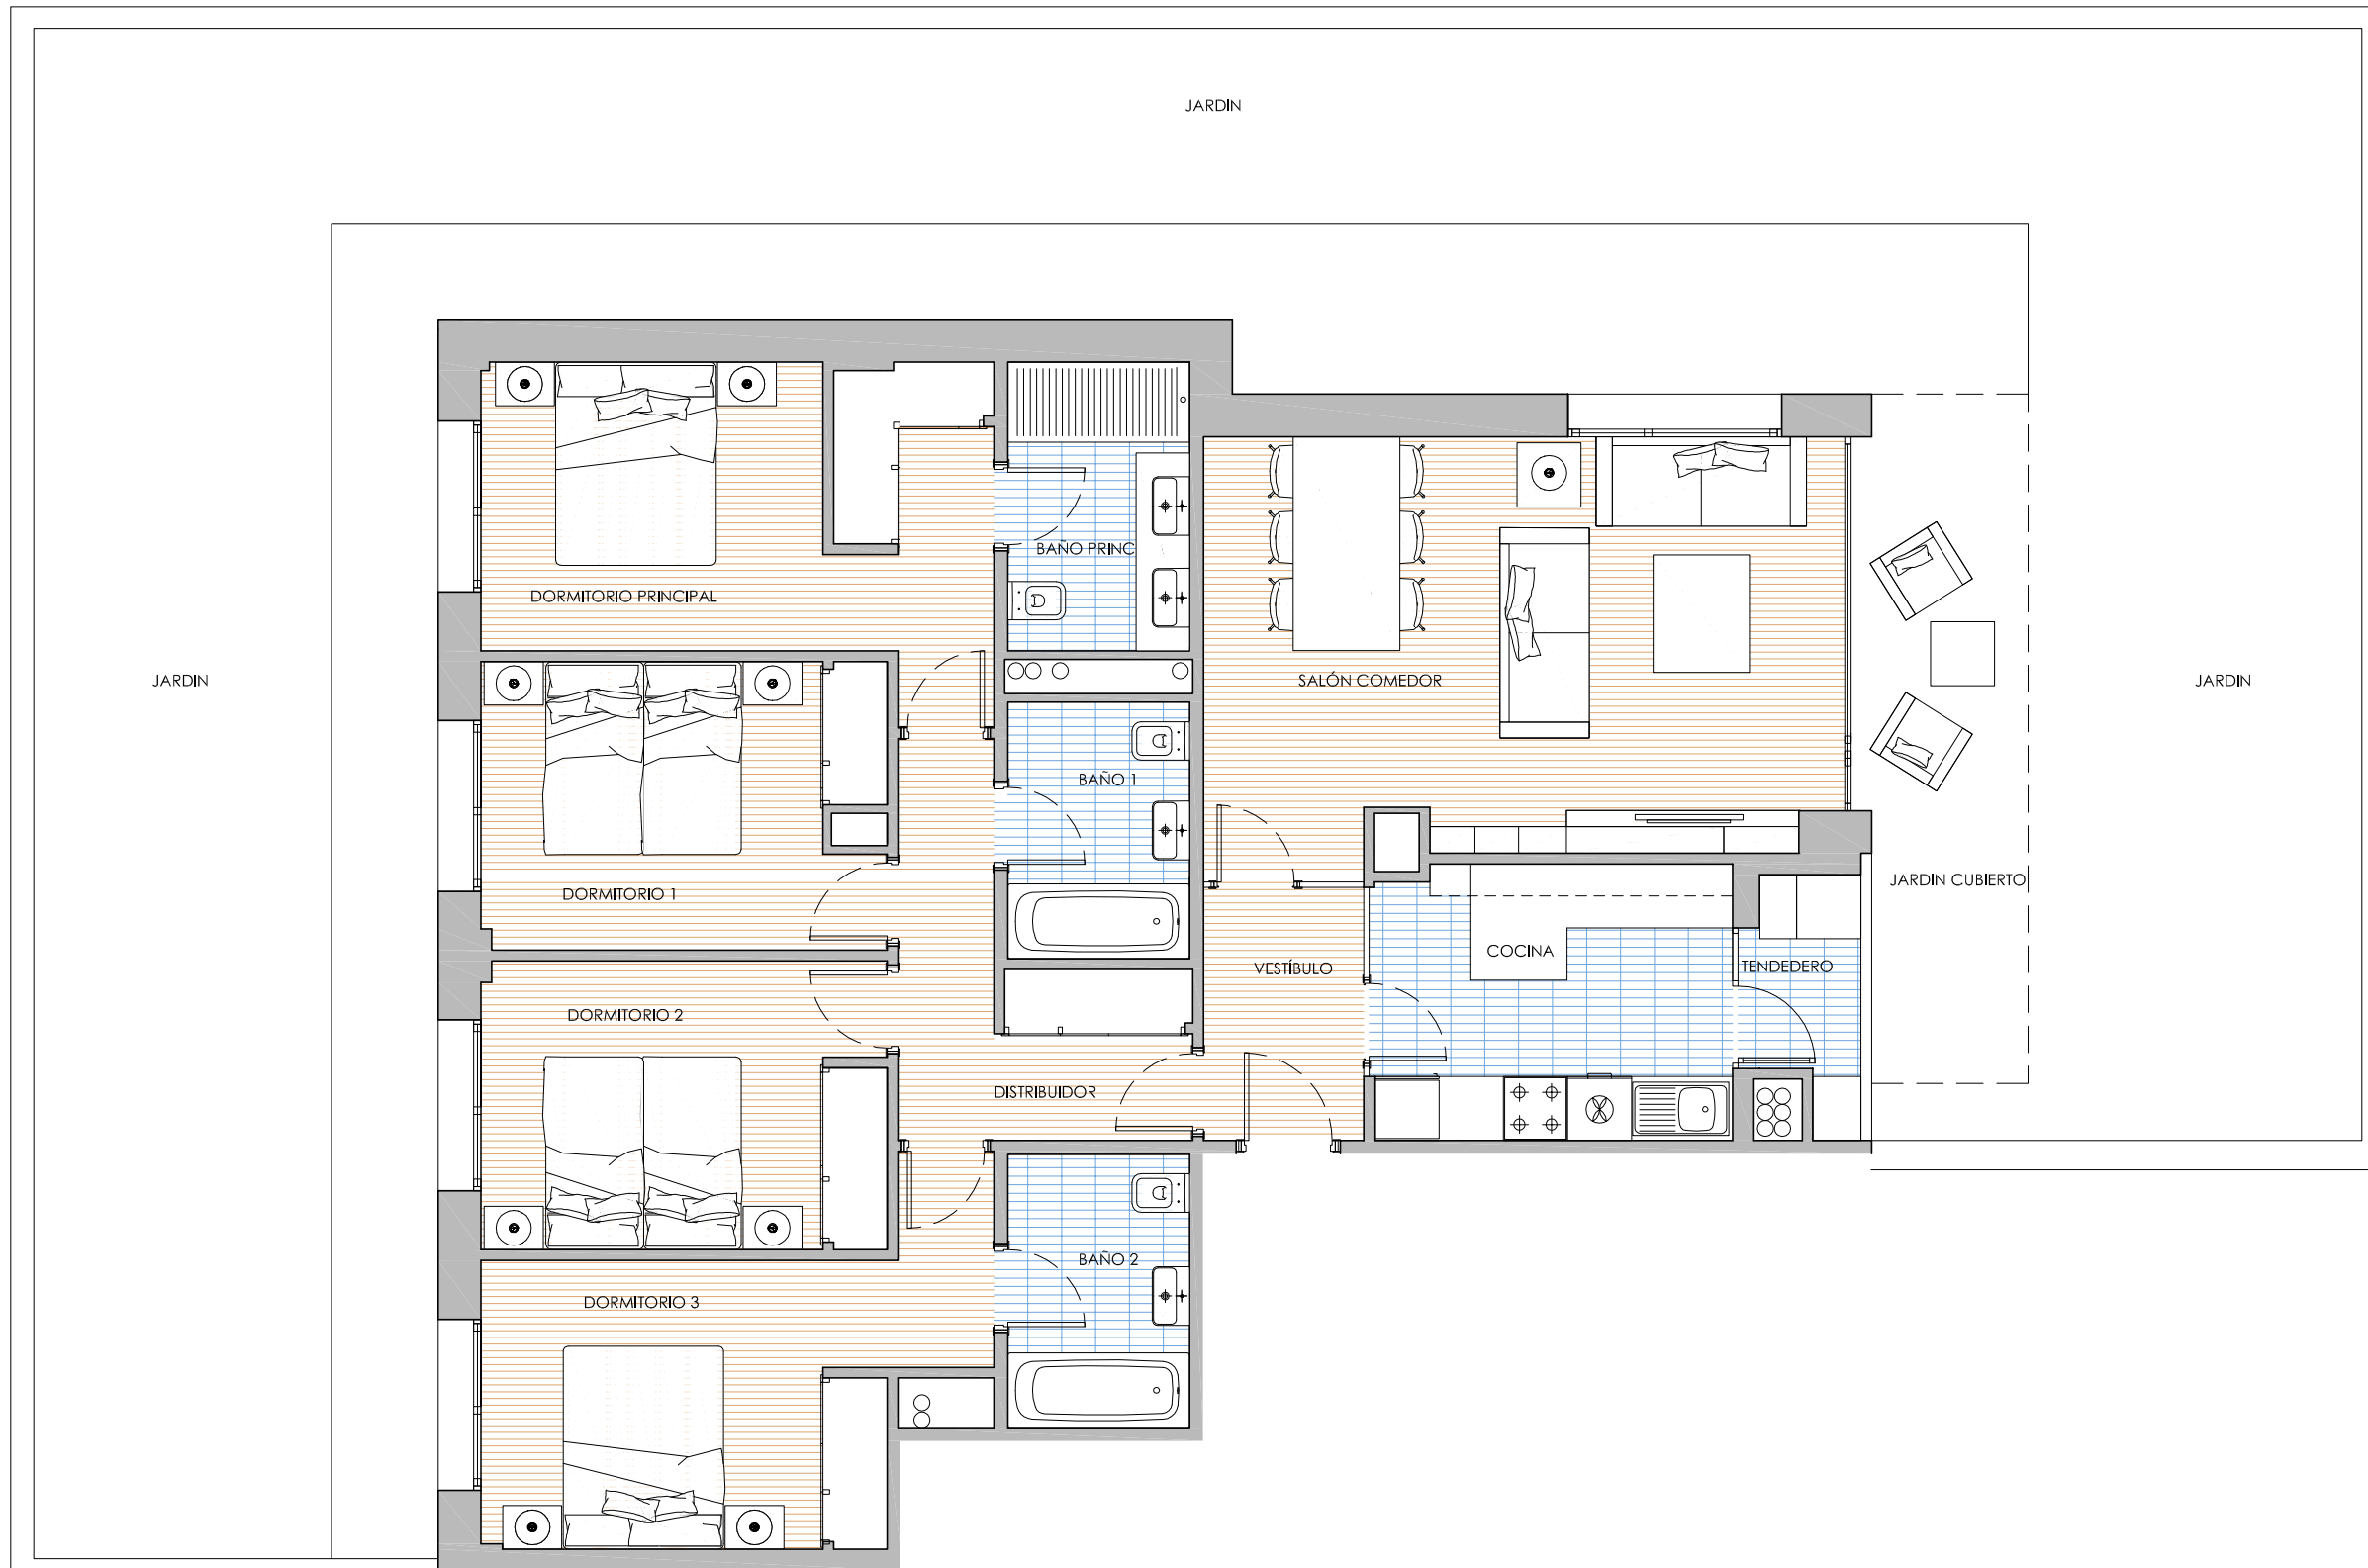 JARDIN
BAÑO PRINC
DORMITORIO PRINCIPAL
JARDIN
SALÓN COMEDOR
JARDIN
BAÑO 1
JARDIN CUBIERTO
DORMITORIO 1
COCINA
VESTÍBULO
TENDEDERO
DORMITORIO 2
DISTRIBUIDOR
BAÑO 2
DORMITORIO 3